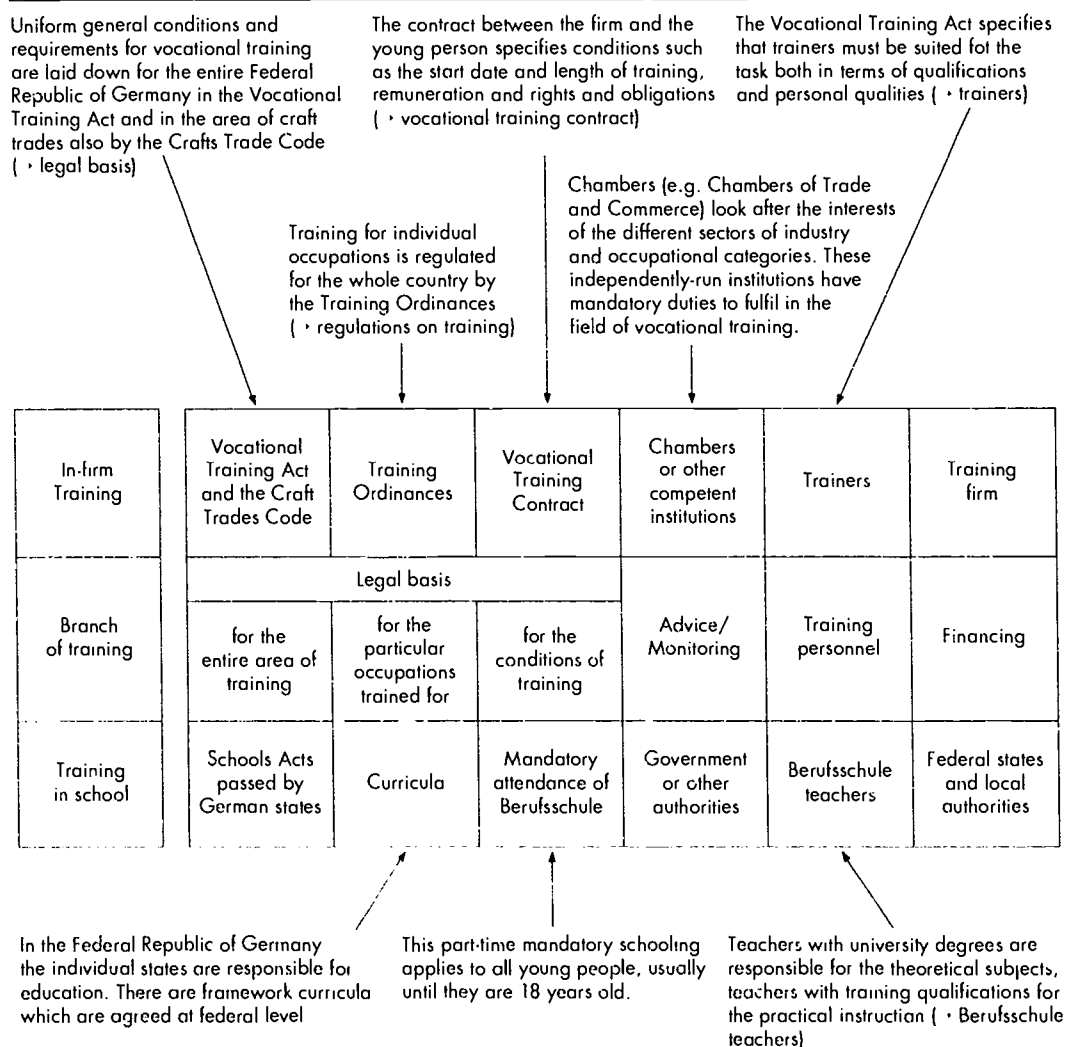 Uniform general conditions and
requirements for vocational training
are laid down for the entire Federal
Republic of Germany in the Vocational
Training Act and in the area of craft
trades also by the Crafts Trade Code
( › legal basis)
The contract between the firm and the
young person specifies conditions such
as the start date and length of training,
remuneration and rights and obligations
( › vocational training contract)
The Vocational Training Act specifies
that trainers must be suited fot the
task both in terms of qualifications
and personal qualities ( › trainers)
Training for individual
occupations is regulated
for the whole country by
the Training Ordinances
( › regulations on training)
Chambers (e.g. Chambers of Trade
and Commerce) look after the interests
of the different sectors of industry
and occupational categories. These
independently-run institutions have
mandatory duties to fulfil in the
field of vocational training.
In-firm
Training
Vocational
Training Act
and the Craft
Trades Code
Training
Ordinances
Vocational
Training
Contract
Chambers
or other
competent
institutions
Trainers
Training
firm
Branch
of training
Legal basis
for the
entire area of
training
for the
particular
occupations
trained for
for the
conditions of
training
Advice/
Monitoring
Training
personnel
Financing
Training
in school
Schools Acts
passed by
German states
Curricula
Mandatory
attendance of
Berufsschule
Government
or other
authorities
Berufsschule
teachers
Federal states
and local
authorities
In the Federal Republic of Germany
the individual states are responsible for
education. There are framework curricula
which are agreed at federal level
This part-time mandatory schooling
applies to all young people, usually
until they are 18 years old.
Teachers with university degrees are
responsible for the theoretical subjects,
teachers with training qualifications for
the practical instruction ( › Berufsschule
teachers)